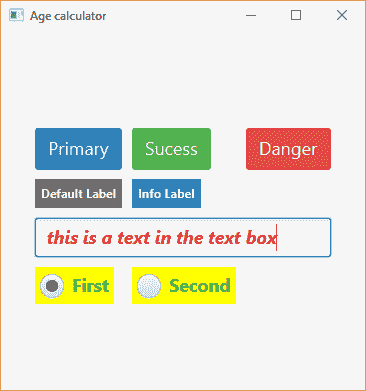 Age calculator
Primary Sucess Danger
Default Label Info Label
this is a text in the text box
First Second